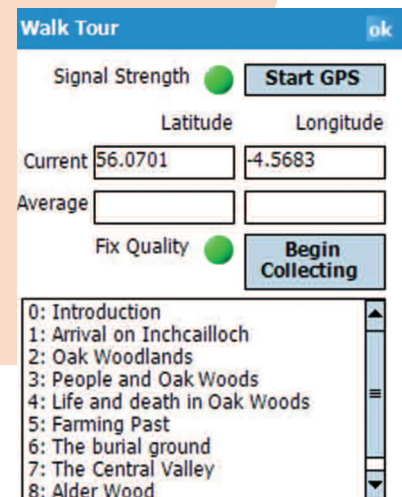 Walk Tour ok
Signal Strength Start GPS
Latitude Longitude
Current 56.0701 -4.5683
Average
Fix Quality Begin Collecting
0: Introduction
1: Arrival on Inchcailloch
2: Oak Woodlands
3: People and Oak Woods
4: Life and death in Oak Woods
5: Farming Past
6: The burial ground
7: The Central Valley
8: Alder Wood